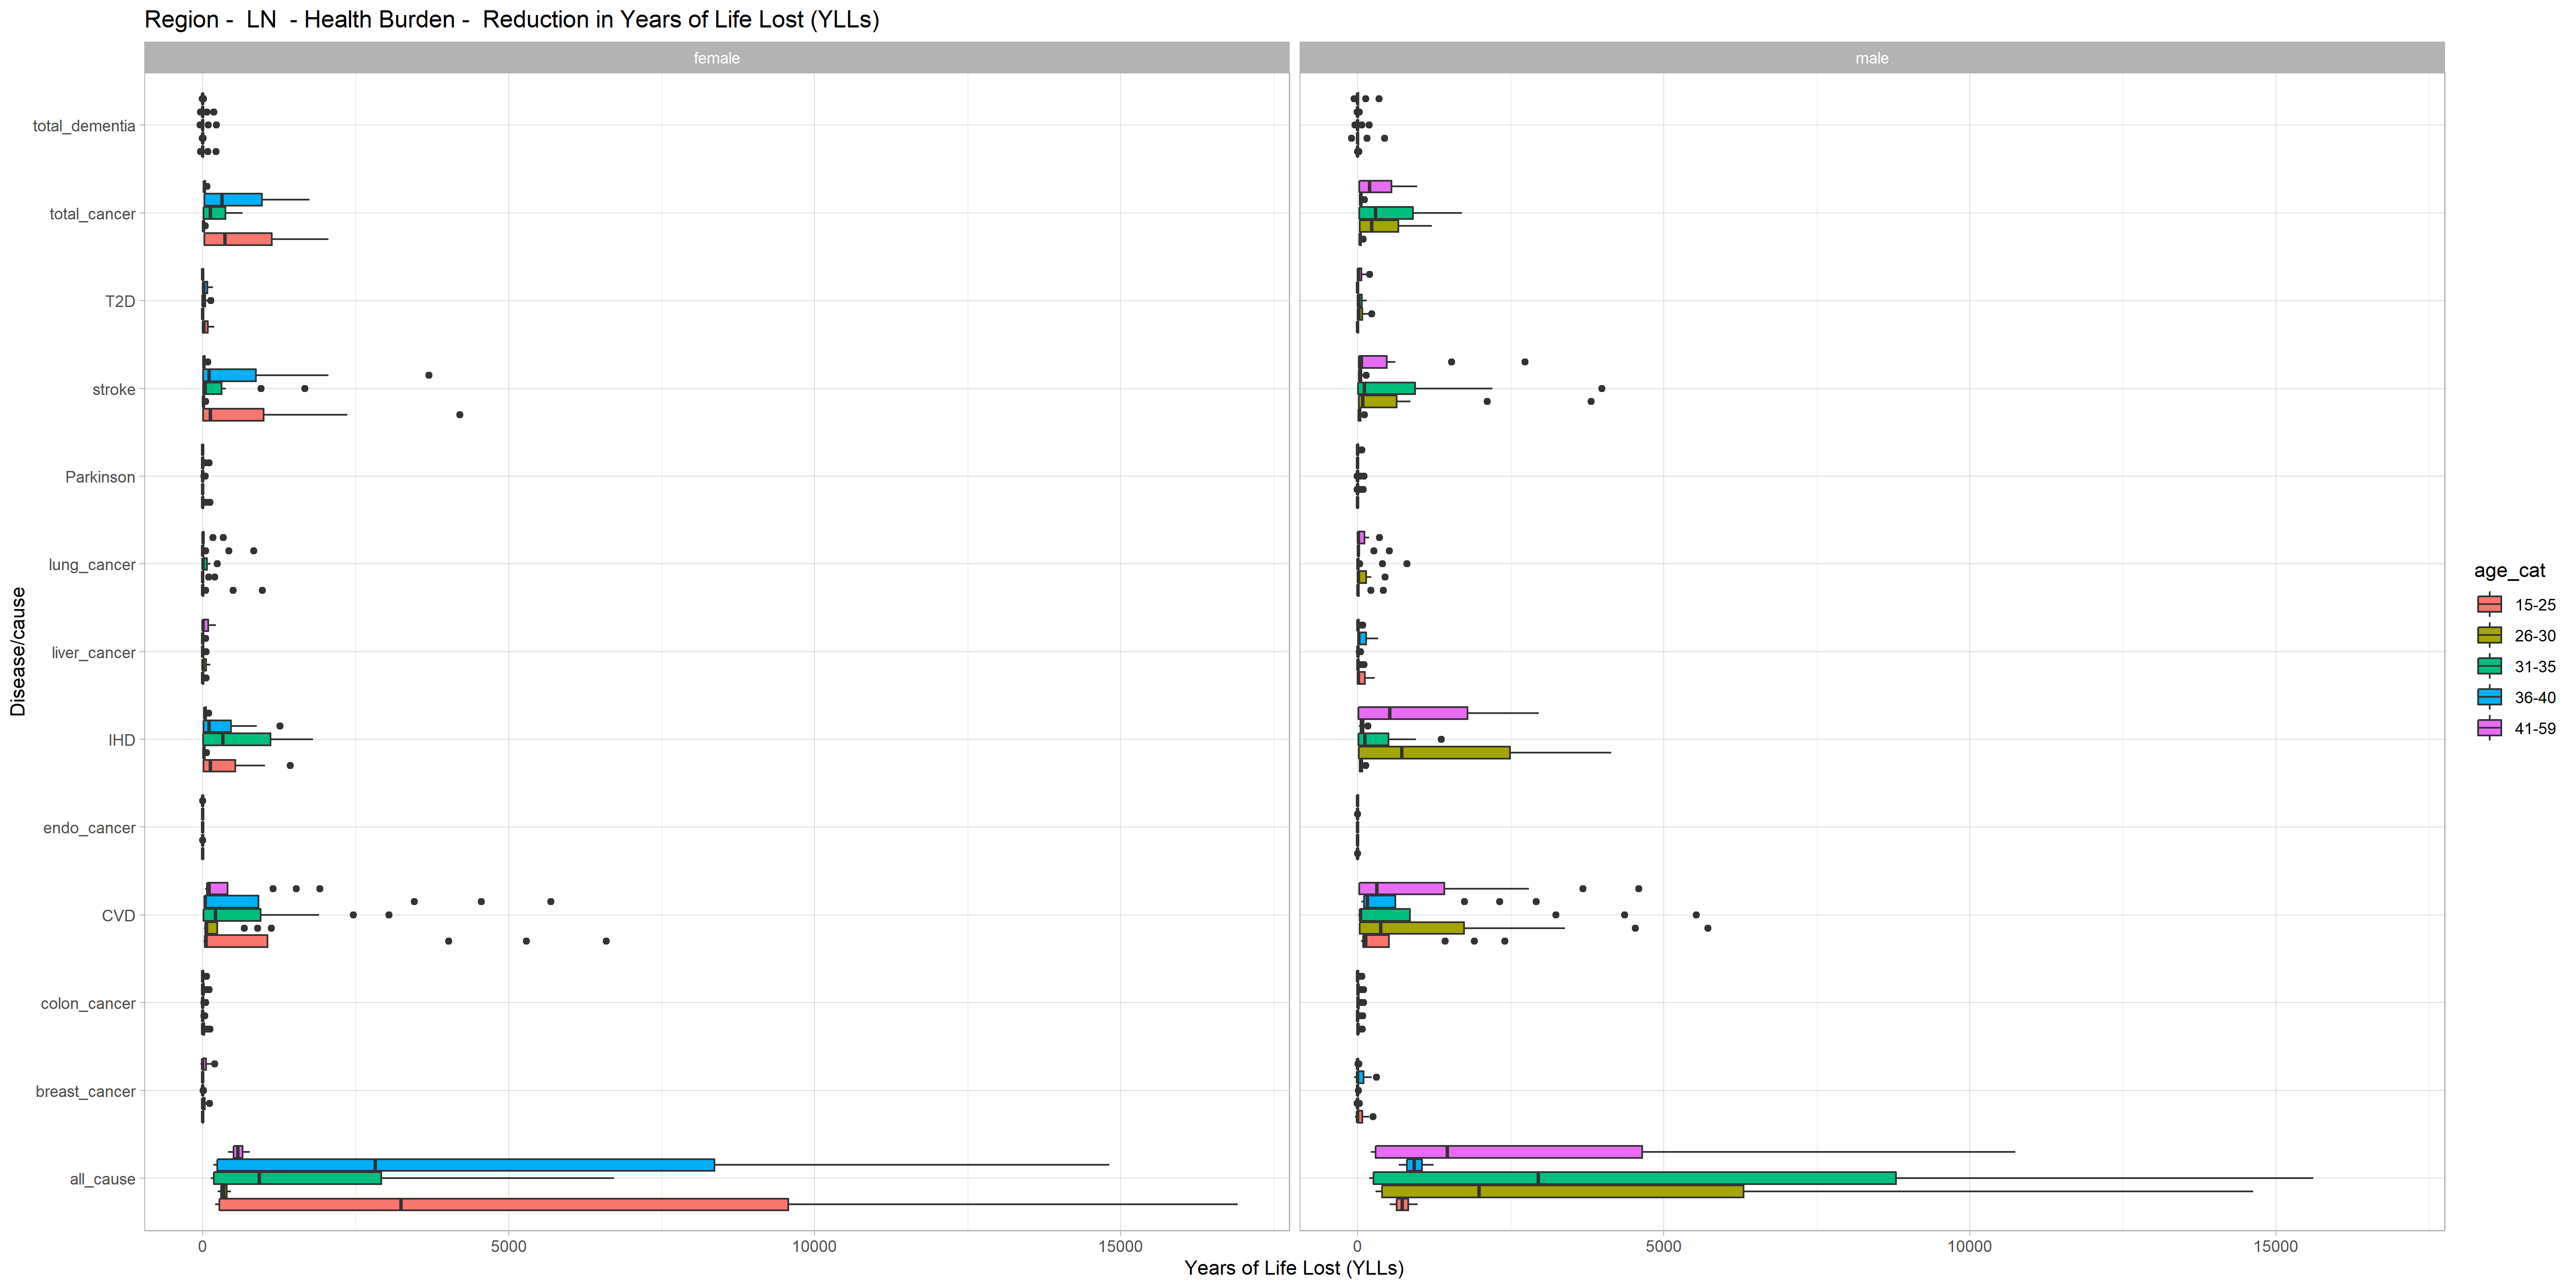 Region -  LN  - Health Burden -  Reduction in Years of Life Lost (YLLs)
female
male
total_dementia
total_cancer
T2D
stroke
Parkinson
lung_cancer
liver_cancer
IHD
endo_cancer
CVD
colon_cancer
breast_cancer
all_cause
Disease/cause
0 5000 10000 15000
0 5000 10000 15000
Years of Life Lost (YLLs)
age_cat
15-25
26-30
31-35
36-40
41-59